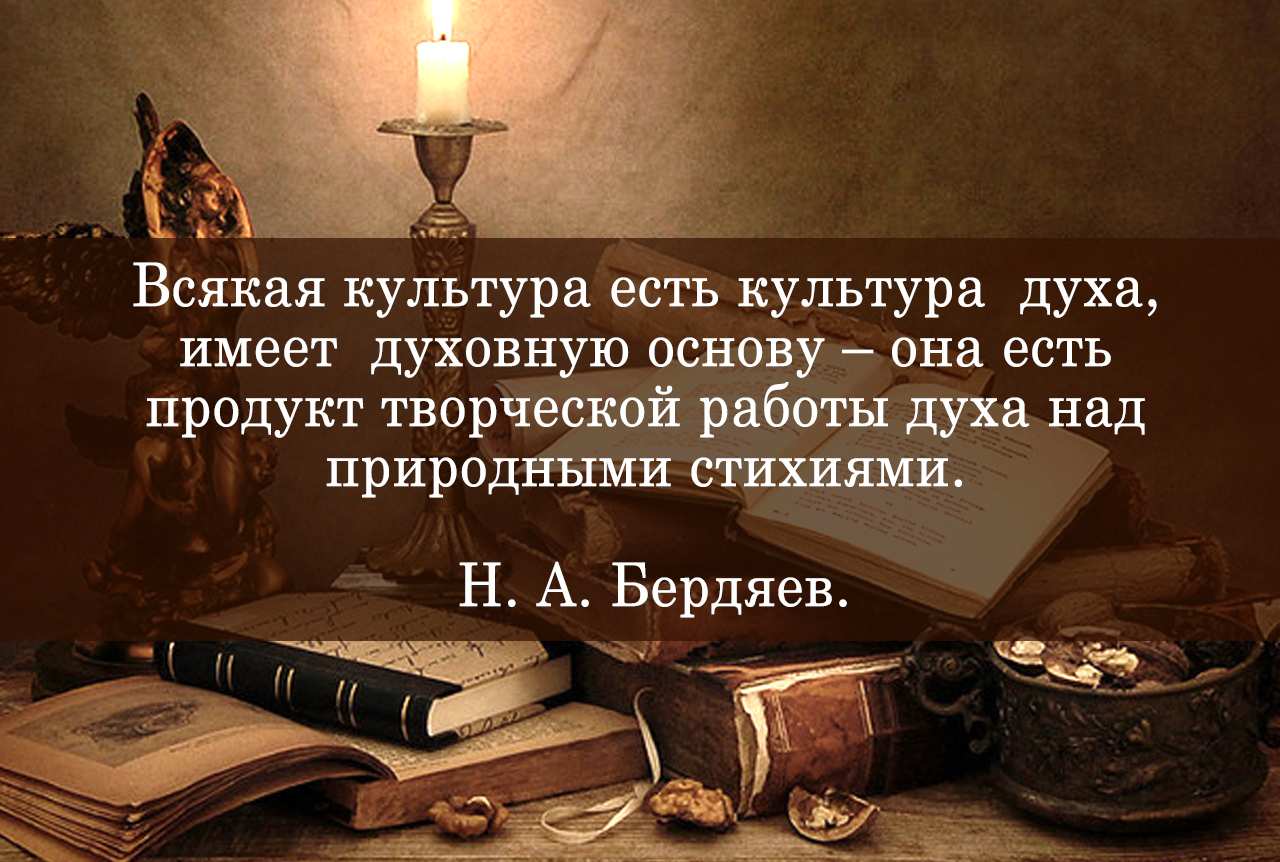 Всякая культура есть культура духа,
имеет духовную основу – она есть
продукт творческой работы духа над
природными стихиями.
Н. А. Бердяев.